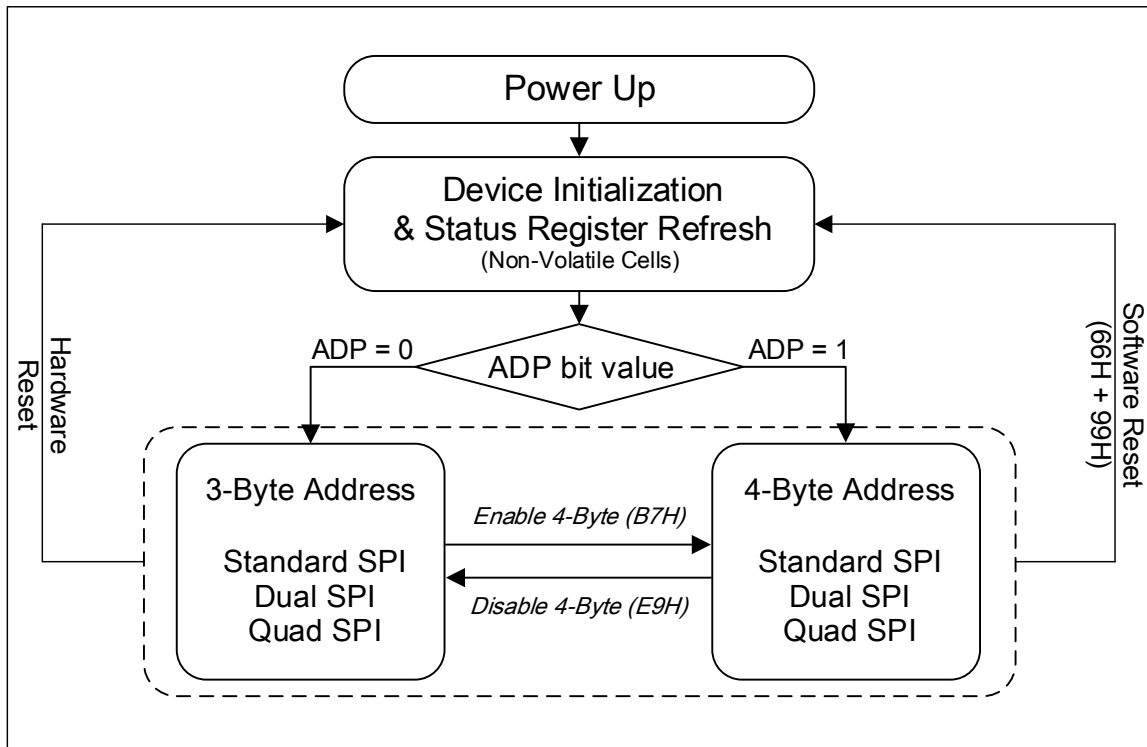 Power Up
Device Initialization
& Status Register Refresh
(Non-Volatile Cells)
Hardware
Reset
Software Reset
(66H + 99H)
ADP = 0
ADP bit value
ADP = 1
3-Byte Address
Standard SPI
Dual SPI
Quad SPI
Enable 4-Byte (B7H)
Disable 4-Byte (E9H)
4-Byte Address
Standard SPI
Dual SPI
Quad SPI